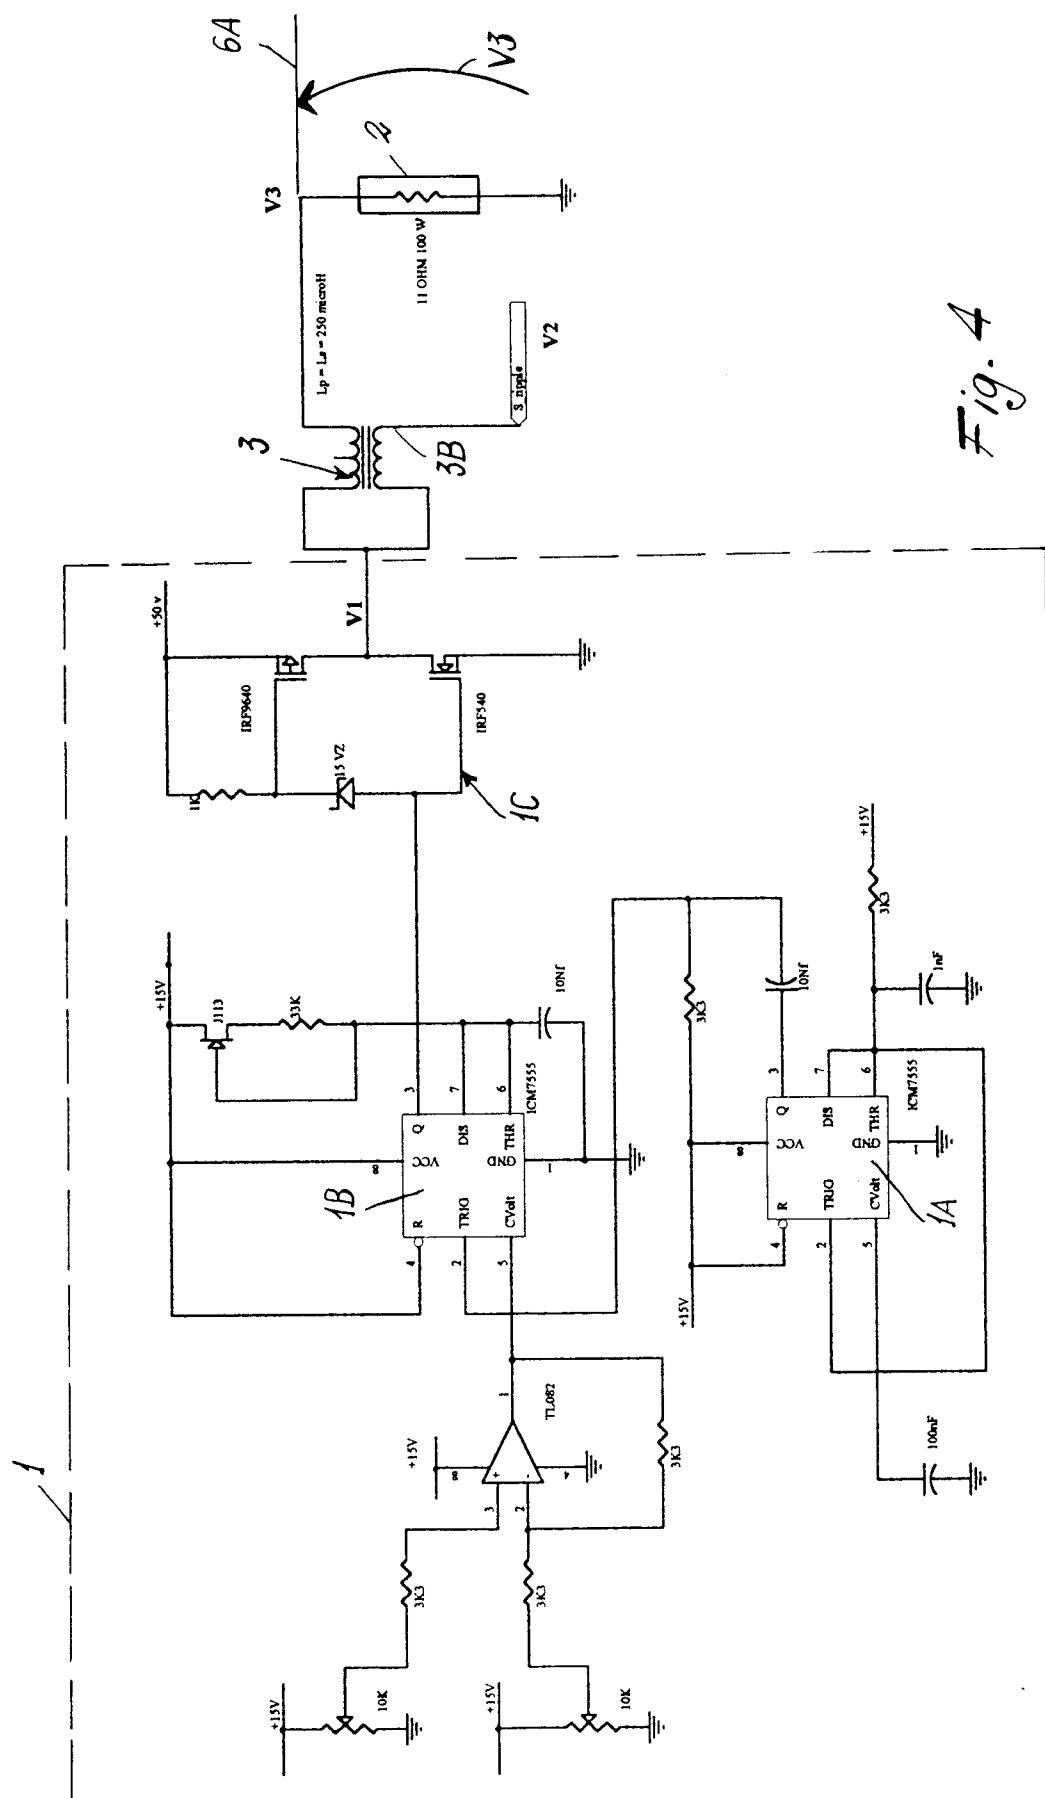 1
6A
V3
V3
2
11 OHM 100 W
Lp = Ls = 250 microH
3
3B
S_ripple
V2
Fig. 4
+50 v
V1
IRF9640
IRF540
1K
15 VZ
1C
+15V
J113
33K
10Nf
ICM7555
3
7
6
Q
DIS
THR
8
VCC
GND
1
1B
R
TRIG
CVolt
4
2
5
+15V
3K3
1nF
3K3
10Nf
ICM7555
3
7
6
Q
DIS
THR
8
VCC
GND
1
1A
R
TRIG
CVolt
4
2
5
+15V
100nF
+15V
8
+
-
4
1
TL082
3
2
3K3
3K3
3K3
+15V
10K
+15V
10K